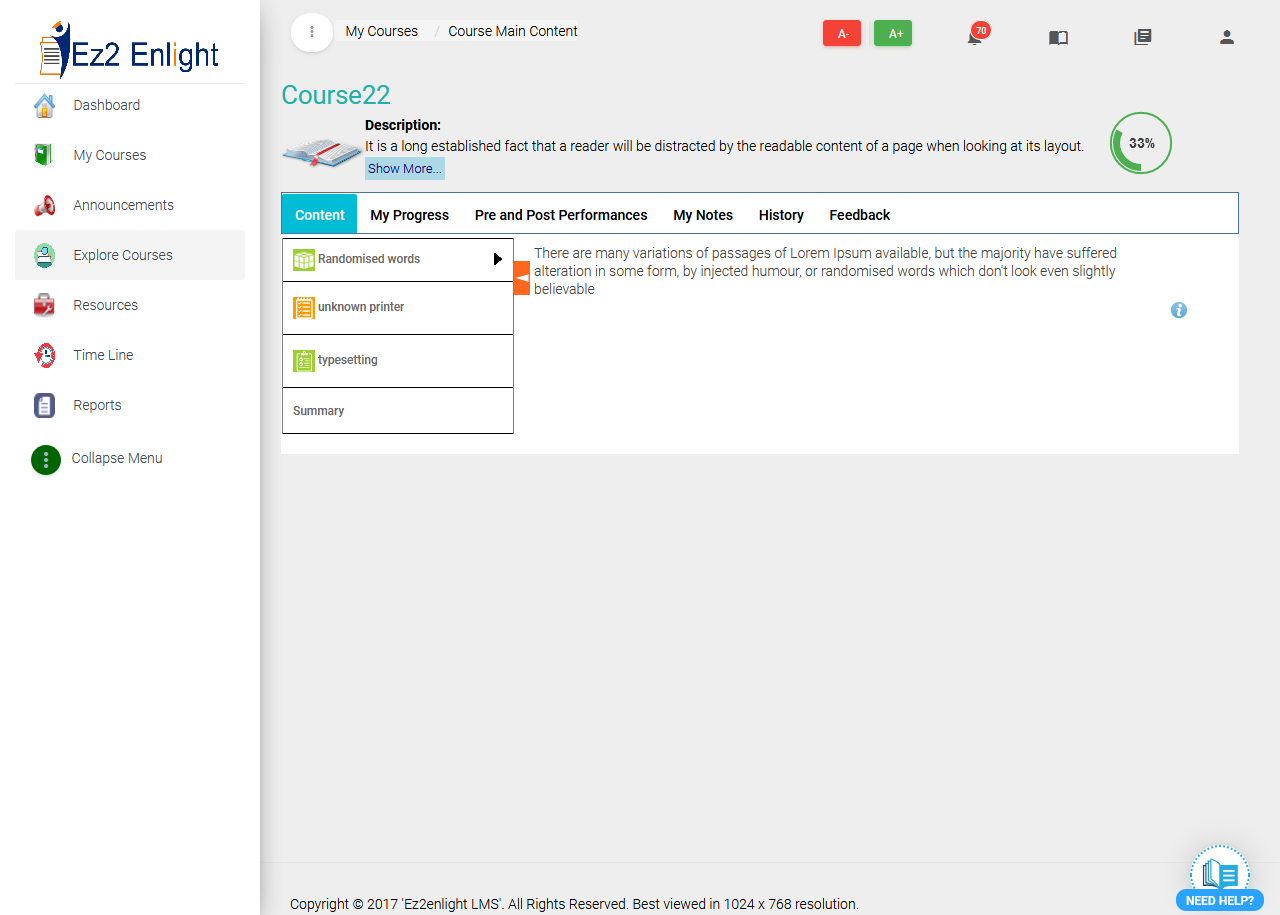 Ez2 Enlight
Dashboard
My Courses
Announcements
Explore Courses
Resources
Time Line
Reports
Collapse Menu
My Courses / Course Main Content
A-
A+
70
Course22
Description:
It is a long established fact that a reader will be distracted by the readable content of a page when looking at its layout.
Show More...
33%
Content My Progress Pre and Post Performances My Notes History Feedback
Randomised words
unknown printer
typesetting
Summary
There are many variations of passages of Lorem Ipsum available, but the majority have suffered
alteration in some form, by injected humour, or randomised words which don't look even slightly
believable
i
Copyright © 2017 'Ez2enlight LMS'. All Rights Reserved. Best viewed in 1024 x 768 resolution.
NEED HELP?